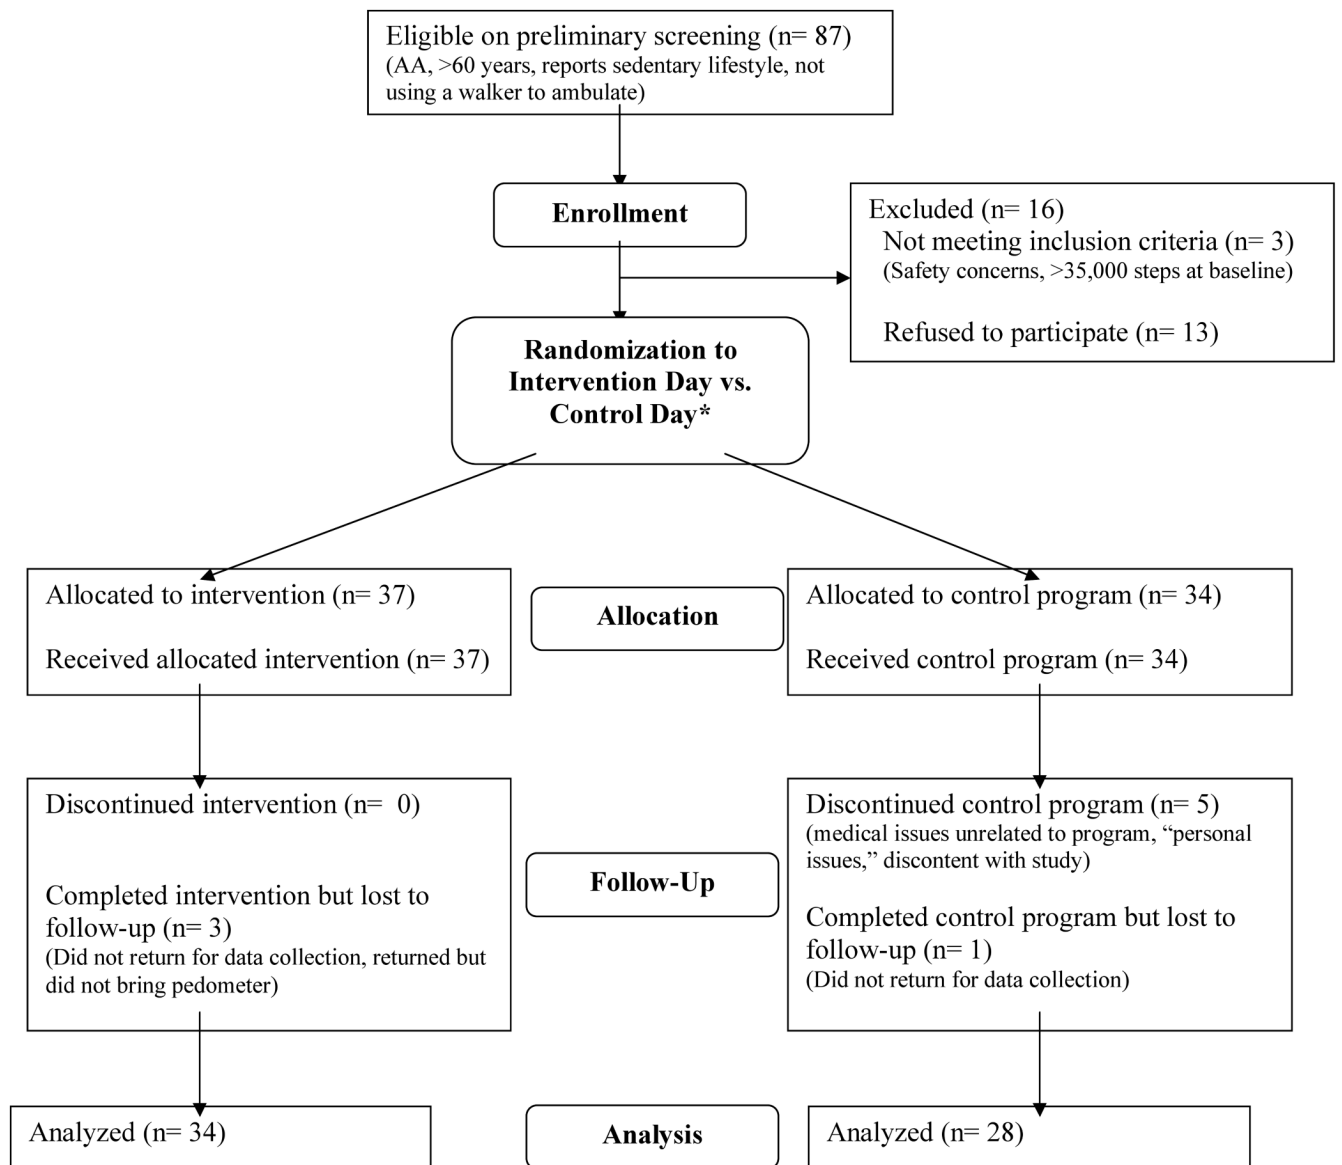 Eligible on preliminary screening (n= 87)
(AA, >60 years, reports sedentary lifestyle, not
using a walker to ambulate)
Enrollment
Excluded (n= 16)
Not meeting inclusion criteria (n= 3)
(Safety concerns, >35,000 steps at baseline)
Refused to participate (n= 13)
Randomization to
Intervention Day vs.
Control Day*
Allocated to intervention (n= 37)
Received allocated intervention (n= 37)
Allocation
Allocated to control program (n= 34)
Received control program (n= 34)
Discontinued intervention (n=  0)
Completed intervention but lost to
follow-up (n= 3)
(Did not return for data collection, returned but
did not bring pedometer)
Follow-Up
Discontinued control program (n= 5)
(medical issues unrelated to program, “personal
issues,” discontent with study)
Completed control program but lost to
follow-up (n= 1)
(Did not return for data collection)
Analyzed (n= 34)
Analysis
Analyzed (n= 28)